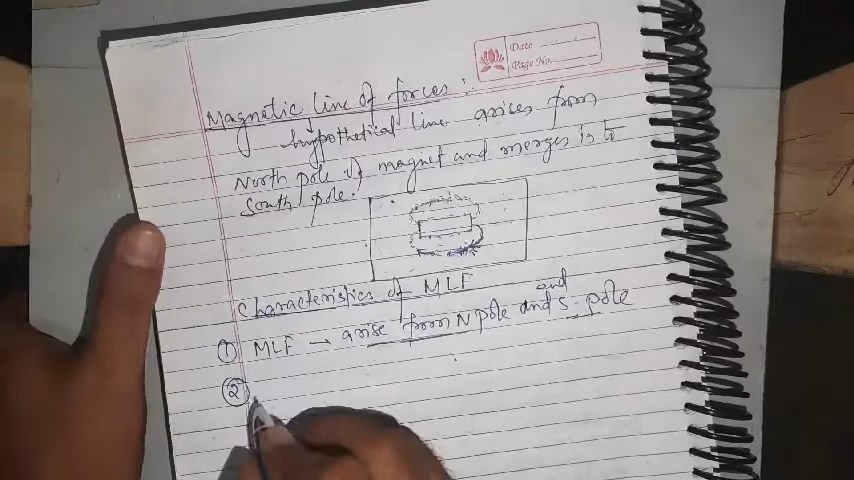 Date
Page No.
Magnetic line of forces :
hypothetical line arises from
North pole of magnet and merges is to
South pole.
Characteristics of MLF
and
① MLF → arise from N pole and S. pole
②